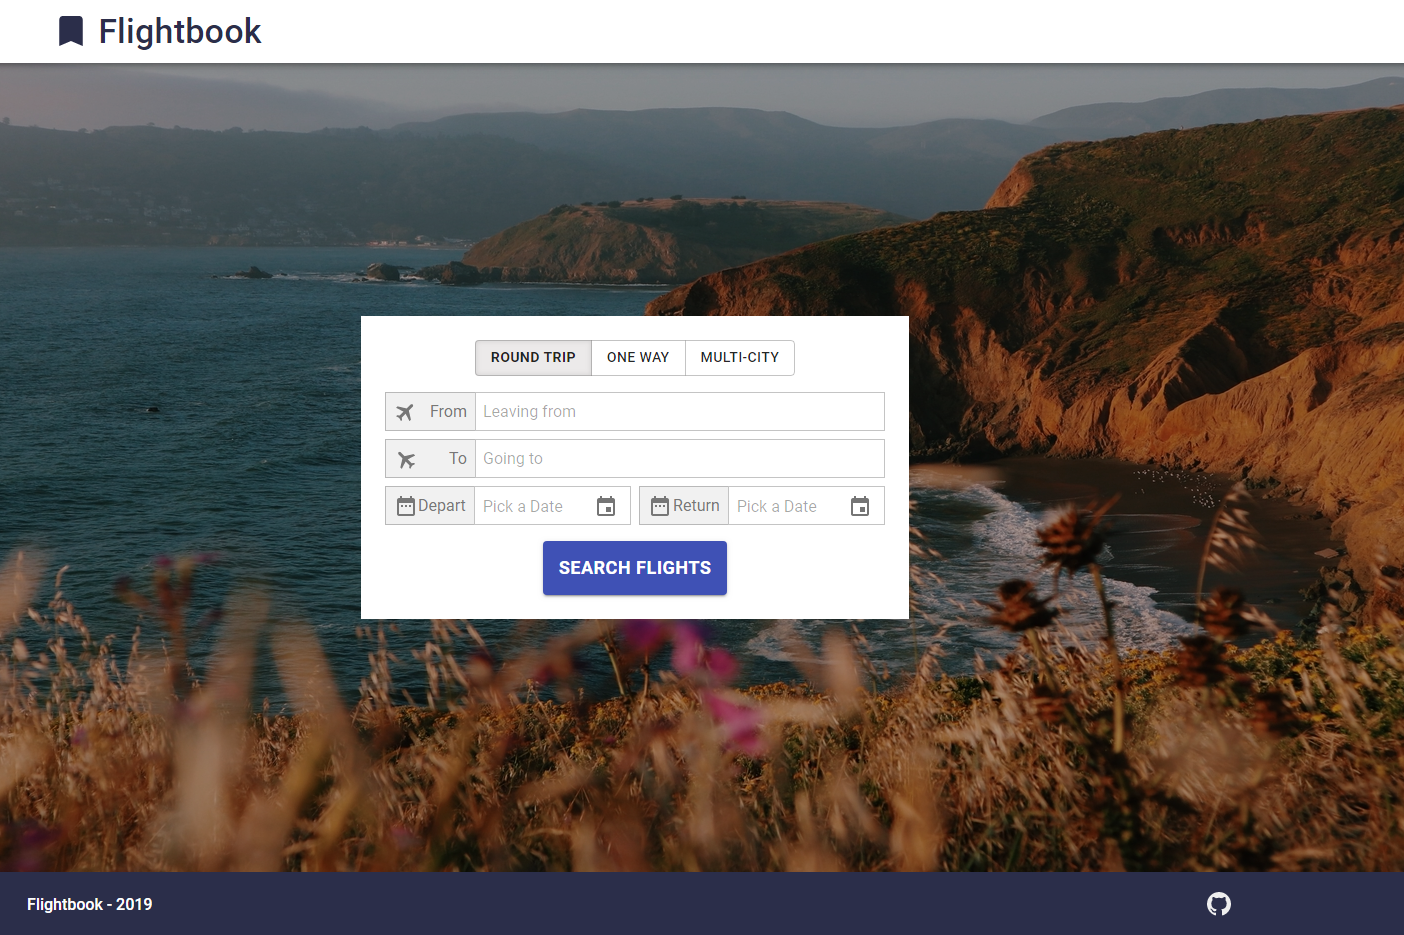 Flightbook
ROUND TRIP ONE WAY MULTI-CITY
From Leaving from
To Going to
Depart Pick a Date Return Pick a Date
SEARCH FLIGHTS
Flightbook - 2019